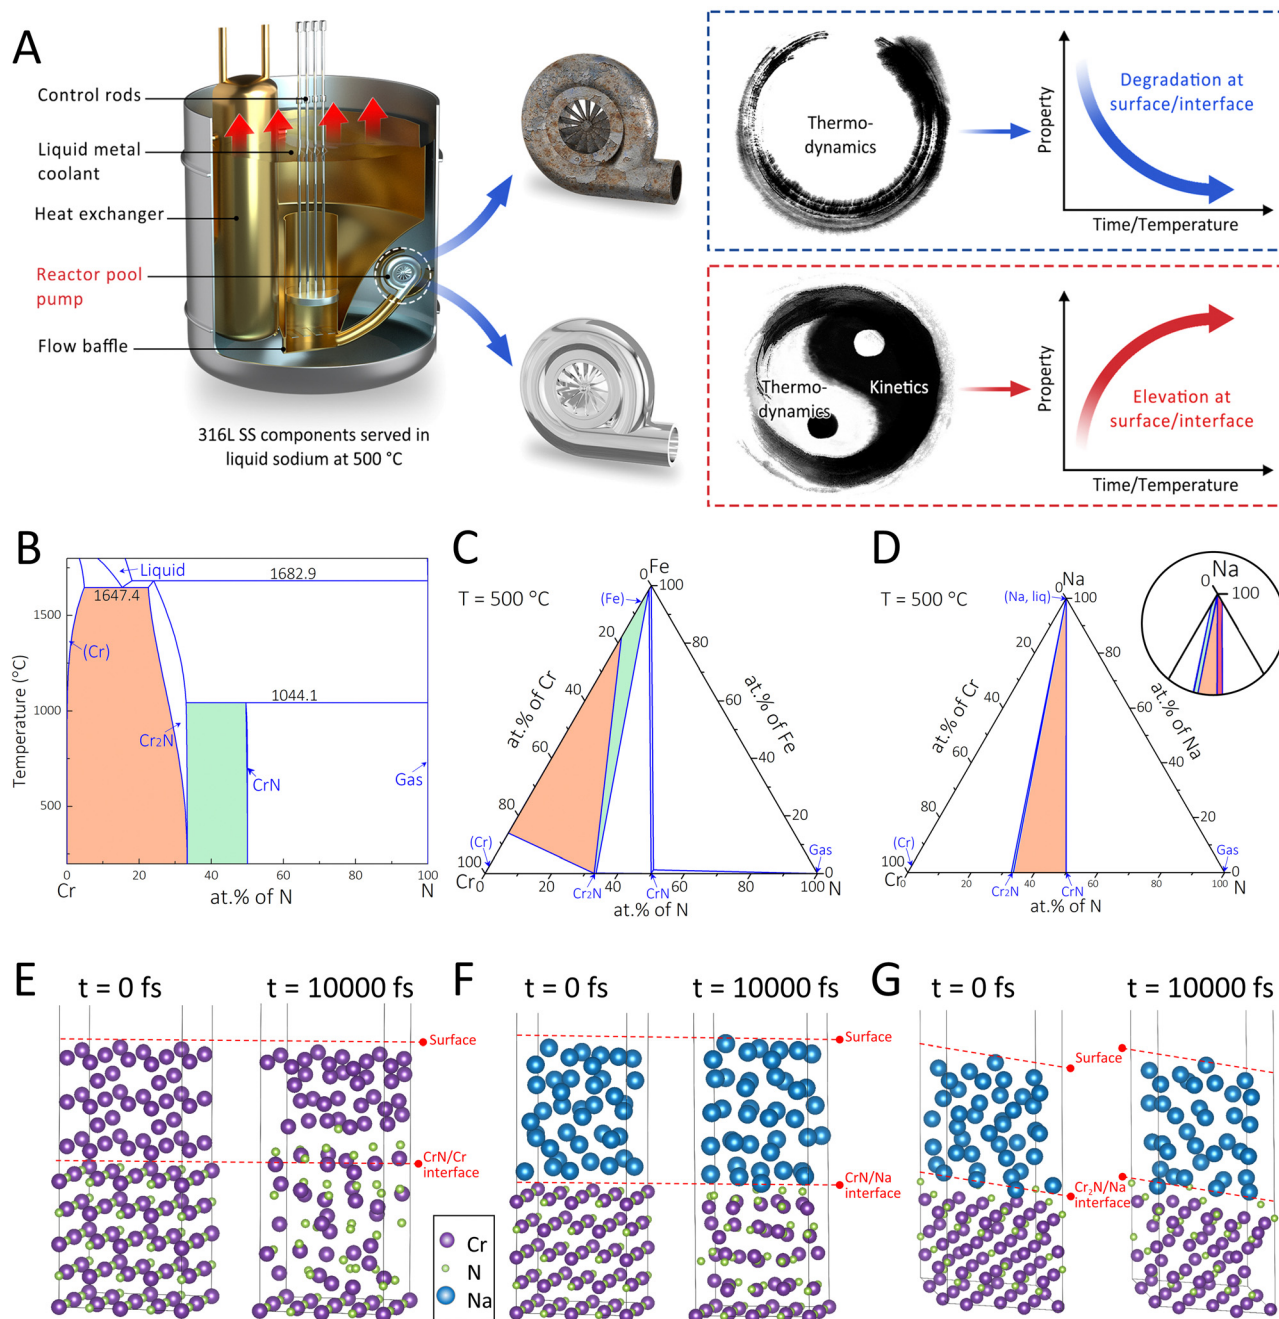 A
Control rods
Liquid metal
coolant
Heat exchanger
Reactor pool
pump
Flow baffle
316L SS components served in
liquid sodium at 500 °C
Thermo-
dynamics
Property
Degradation at
surface/interface
Time/Temperature
Thermo-
dynamics
Kinetics
Property
Elevation at
surface/interface
Time/Temperature
B
Liquid
1682.9
1647.4
(Cr)
1044.1
Cr₂N
CrN
Gas
Temperature (°C)
1500
1000
500
0 20 40 60 80 100
Cr
at.% of N
N
C
T = 500 °C
Fe
0
100
(Fe)
20
80
40
60
60
40
80
20
100
0
at.% of Cr
at.% of Fe
(Cr)
Gas
Cr
0 20 40 60 80 100
N
Cr₂N
CrN
at.% of N
D
T = 500 °C
Na
0
100
(Na, liq)
20
80
40
60
60
40
80
20
100
0
at.% of Cr
at.% of Na
(Cr)
Gas
Cr
0 20 40 60 80 100
N
Cr₂N
CrN
at.% of N
Na
0
100
E
t = 0 fs
t = 10000 fs
Surface
CrN/Cr
interface
F
t = 0 fs
t = 10000 fs
Surface
CrN/Na
interface
Cr
N
Na
G
t = 0 fs
t = 10000 fs
Surface
Cr₂N/Na
interface